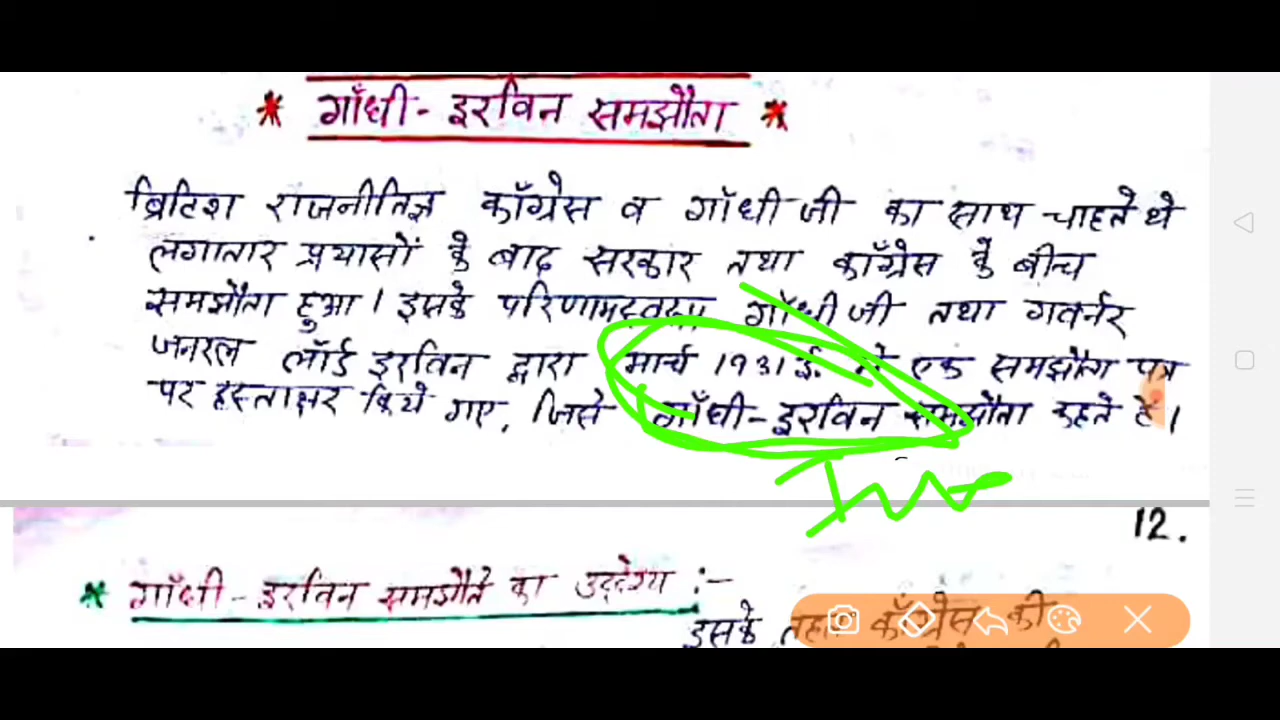 * गाँधी - इरविन समझौता *
ब्रिटिश राजनीतिज्ञ काँग्रेस व गाँधी जी का साथ चाहते थे
लगातार प्रयासों के बाद सरकार तथा काँग्रेस के बीच
समझौता हुआ। इसके परिणामस्वरूप गाँधी जी तथा गवर्नर
जनरल लॉर्ड इरविन द्वारा मार्च 1931 ई. में एक समझौता पत्र
पर हस्ताक्षर किये गए, जिसे गाँधी-इरविन समझौता कहते हैं।
12.
* गाँधी - इरविन समझौते का उद्देश्य :-
इसके तहत काँग्रेस की